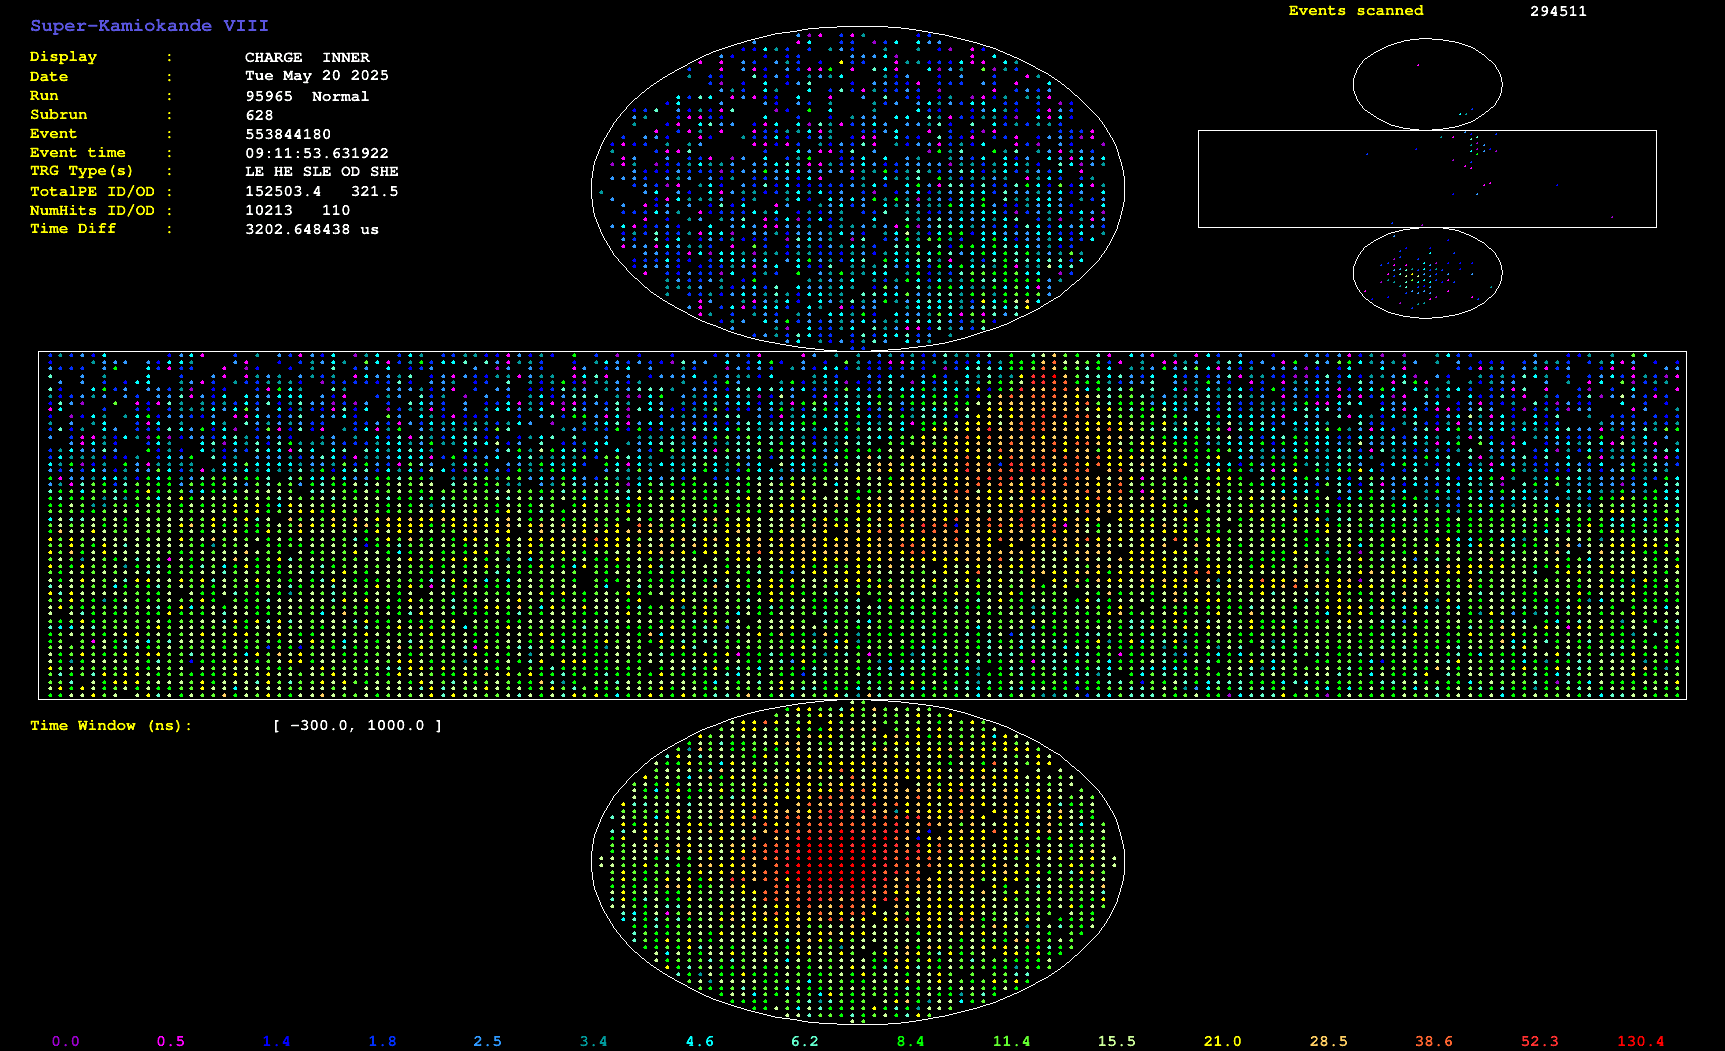 Super-Kamiokande VIII
Events scanned 294511
Display : CHARGE INNER
Date : Tue May 20 2025
Run : 95965 Normal
Subrun : 628
Event : 553844180
Event time : 09:11:53.631922
TRG Type(s) : LE HE SLE OD SHE
TotalPE ID/OD : 152503.4 321.5
NumHits ID/OD : 10213 110
Time Diff : 3202.648438 us
Time Window (ns): [ -300.0, 1000.0 ]
0.0 0.5 1.4 1.8 2.5 3.4 4.6 6.2 8.4 11.4 15.5 21.0 28.5 38.6 52.3 130.4